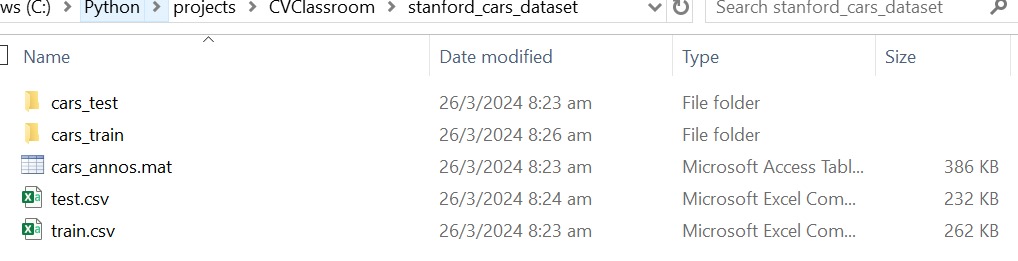 ws (C:) > Python > projects > CVClassroom > stanford_cars_dataset Search stanford_cars_dataset
Name Date modified Type Size
cars_test 26/3/2024 8:23 am File folder
cars_train 26/3/2024 8:26 am File folder
cars_annos.mat 26/3/2024 8:23 am Microsoft Access Tabl... 386 KB
test.csv 26/3/2024 8:24 am Microsoft Excel Com... 232 KB
train.csv 26/3/2024 8:23 am Microsoft Excel Com... 262 KB